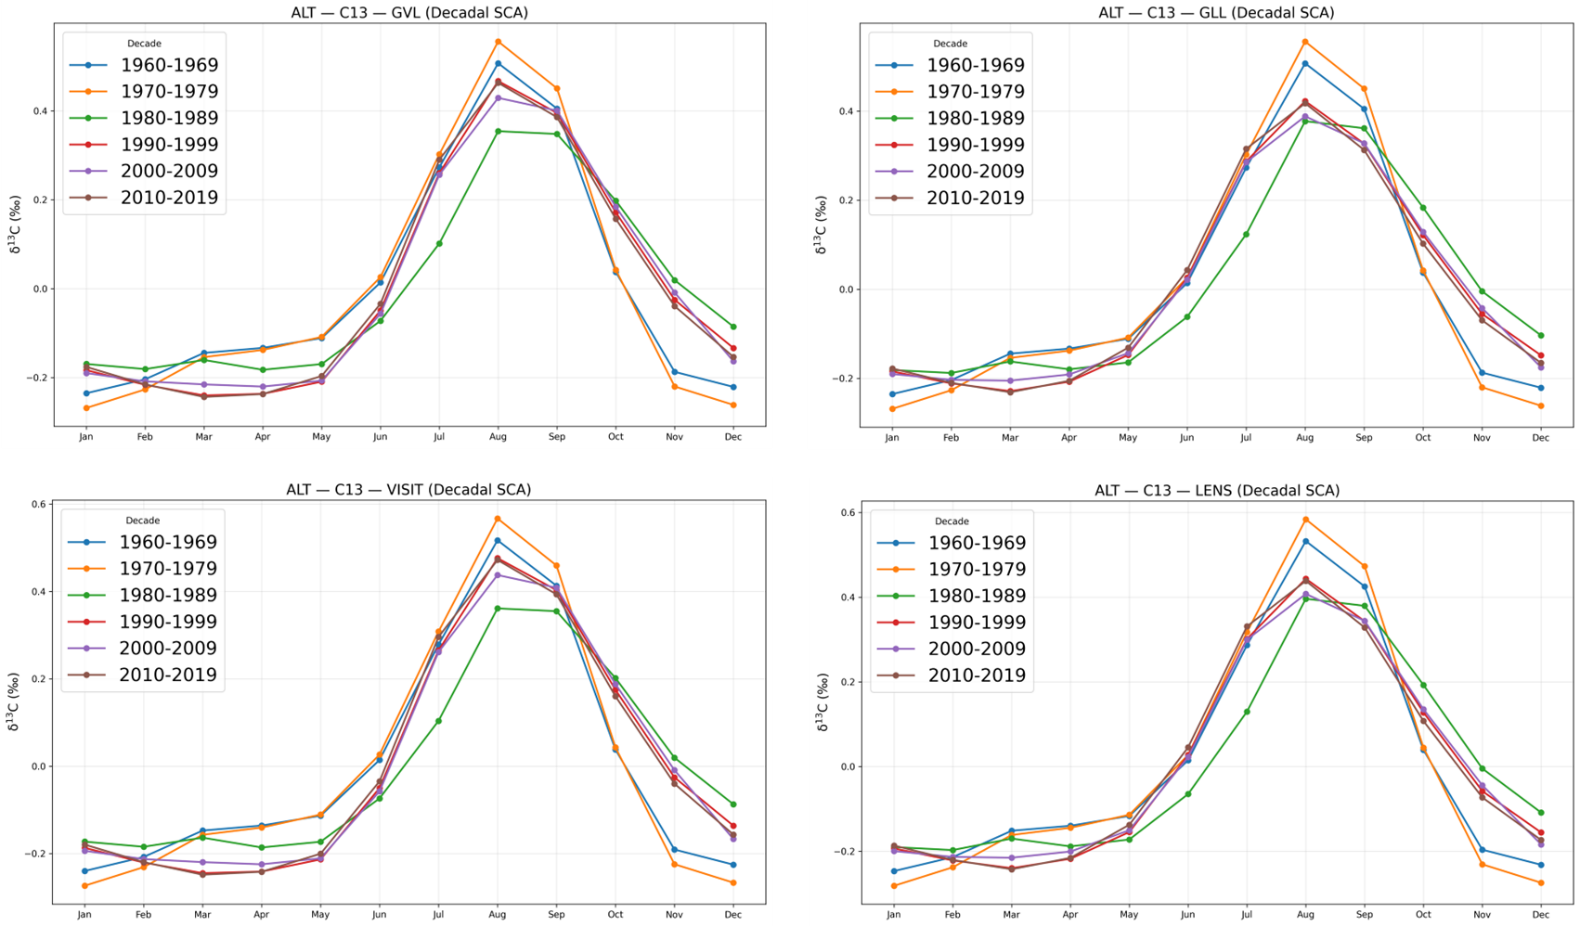 ALT — C13 — GVL (Decadal SCA)
Decade
1960-1969
1970-1979
1980-1989
1990-1999
2000-2009
2010-2019
δ¹³C (‰)
0.4
0.2
0.0
−0.2
Jan Feb Mar Apr May Jun Jul Aug Sep Oct Nov Dec
ALT — C13 — GLL (Decadal SCA)
Decade
1960-1969
1970-1979
1980-1989
1990-1999
2000-2009
2010-2019
δ¹³C (‰)
0.4
0.2
0.0
−0.2
Jan Feb Mar Apr May Jun Jul Aug Sep Oct Nov Dec
ALT — C13 — VISIT (Decadal SCA)
Decade
1960-1969
1970-1979
1980-1989
1990-1999
2000-2009
2010-2019
δ¹³C (‰)
0.6
0.4
0.2
0.0
−0.2
Jan Feb Mar Apr May Jun Jul Aug Sep Oct Nov Dec
ALT — C13 — LENS (Decadal SCA)
Decade
1960-1969
1970-1979
1980-1989
1990-1999
2000-2009
2010-2019
δ¹³C (‰)
0.6
0.4
0.2
0.0
−0.2
Jan Feb Mar Apr May Jun Jul Aug Sep Oct Nov Dec